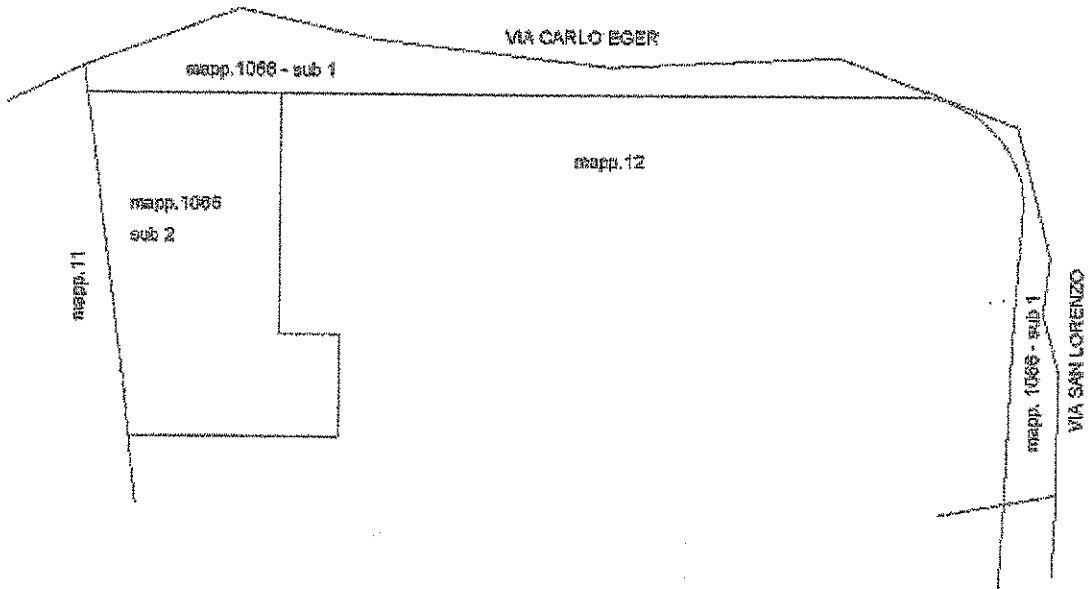 VIA CARLO EGER
mapp.1066 - sub 1
mapp.12
mapp.1066
sub 2
mapp.11
mapp. 1066 - sub 1
VIA SAN LORENZO